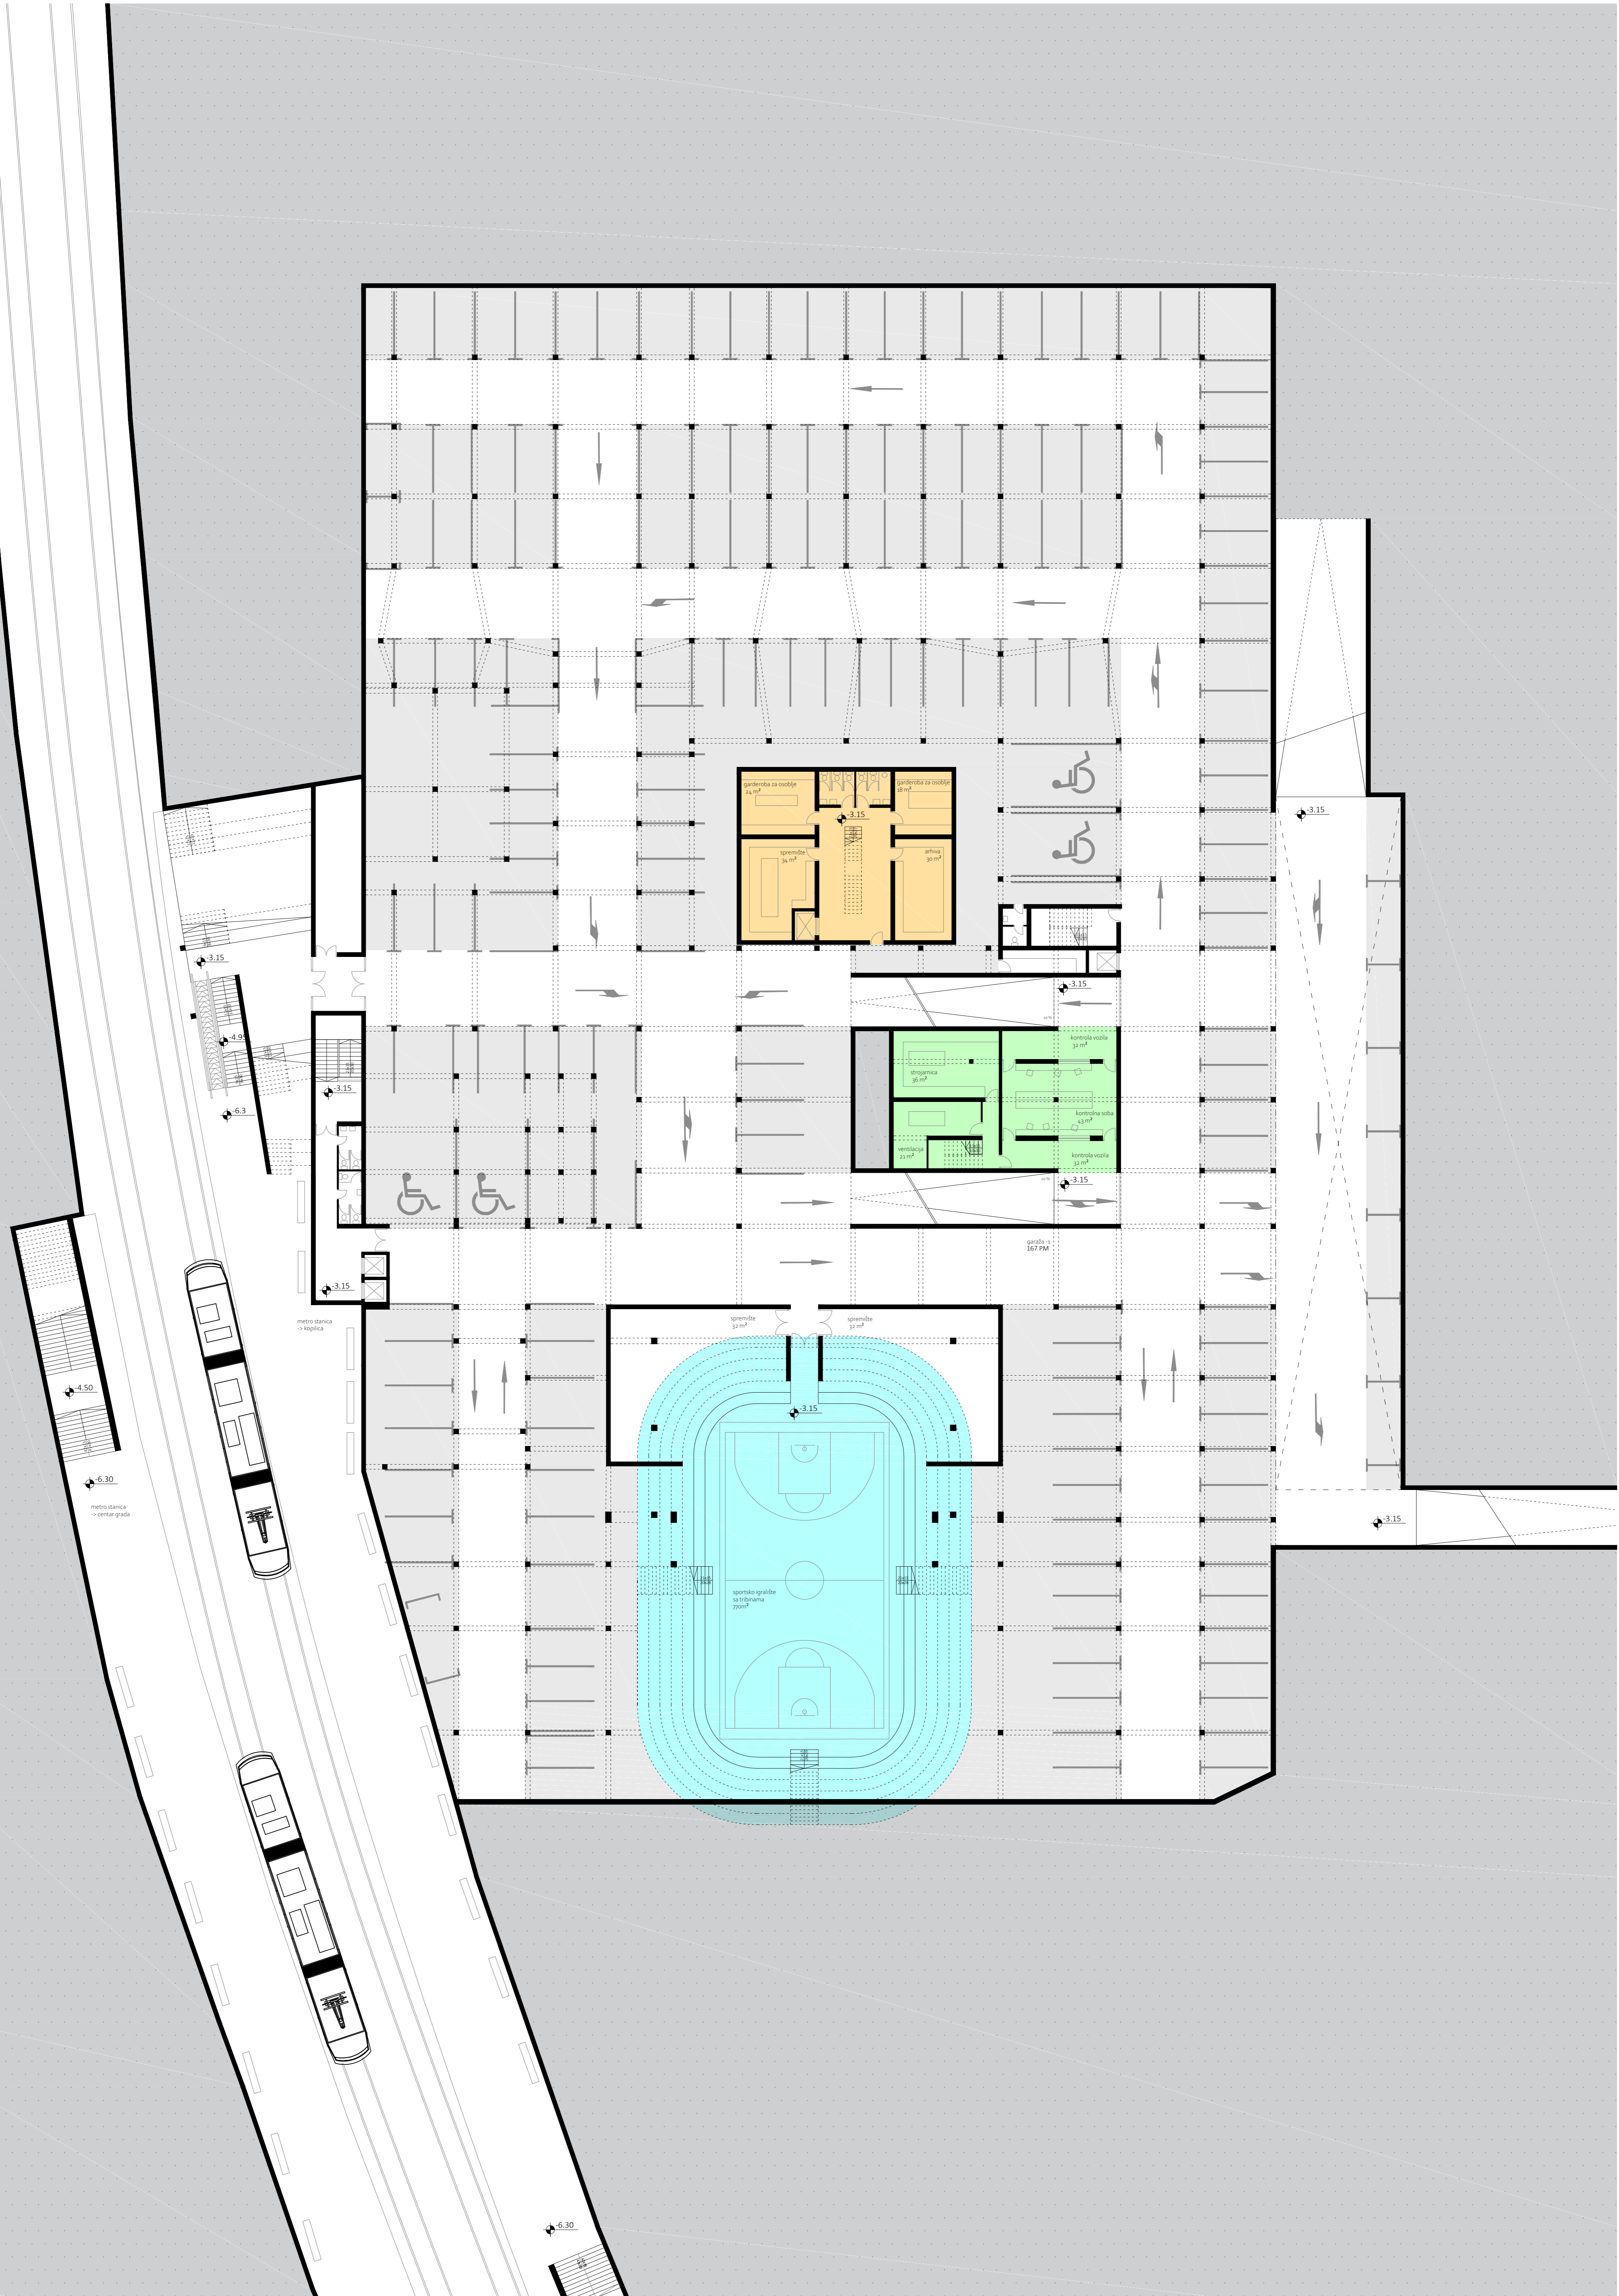 garderoba za osoblje
24 m²
garderoba za osoblje
18 m²
-3.15
-3.15
spremište
34 m²
arhiva
30 m²
-3.15
-3.15
-4.95
kontrola vozila
32 m²
strojarnica
36 m²
-3.15
-6.3
kontrolna soba
43 m²
ventilacija
21 m²
kontrola vozila
32 m²
-3.15
garaža -1
167 PM
-3.15
metro stanica
-> kopilica
spremište
32 m²
spremište
32 m²
-4.50
-3.15
-6.30
metro stanica
-> centar grada
-3.15
sportsko igralište
sa tribinama
770m²
-6.30